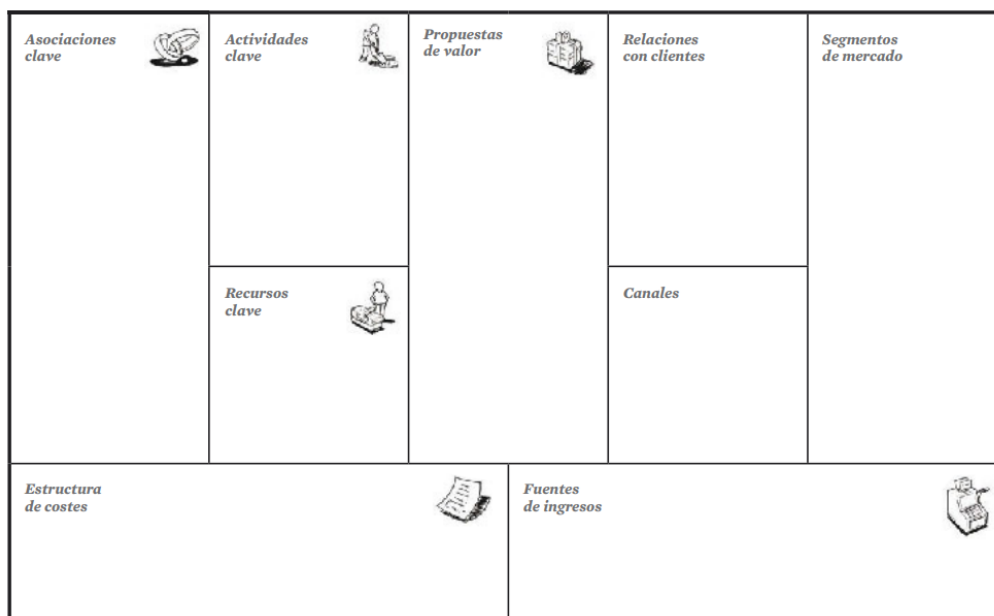 Asociaciones
clave
Actividades
clave
Propuestas
de valor
Relaciones
con clientes
Segmentos
de mercado
Recursos
clave
Canales
Estructura
de costes
Fuentes
de ingresos